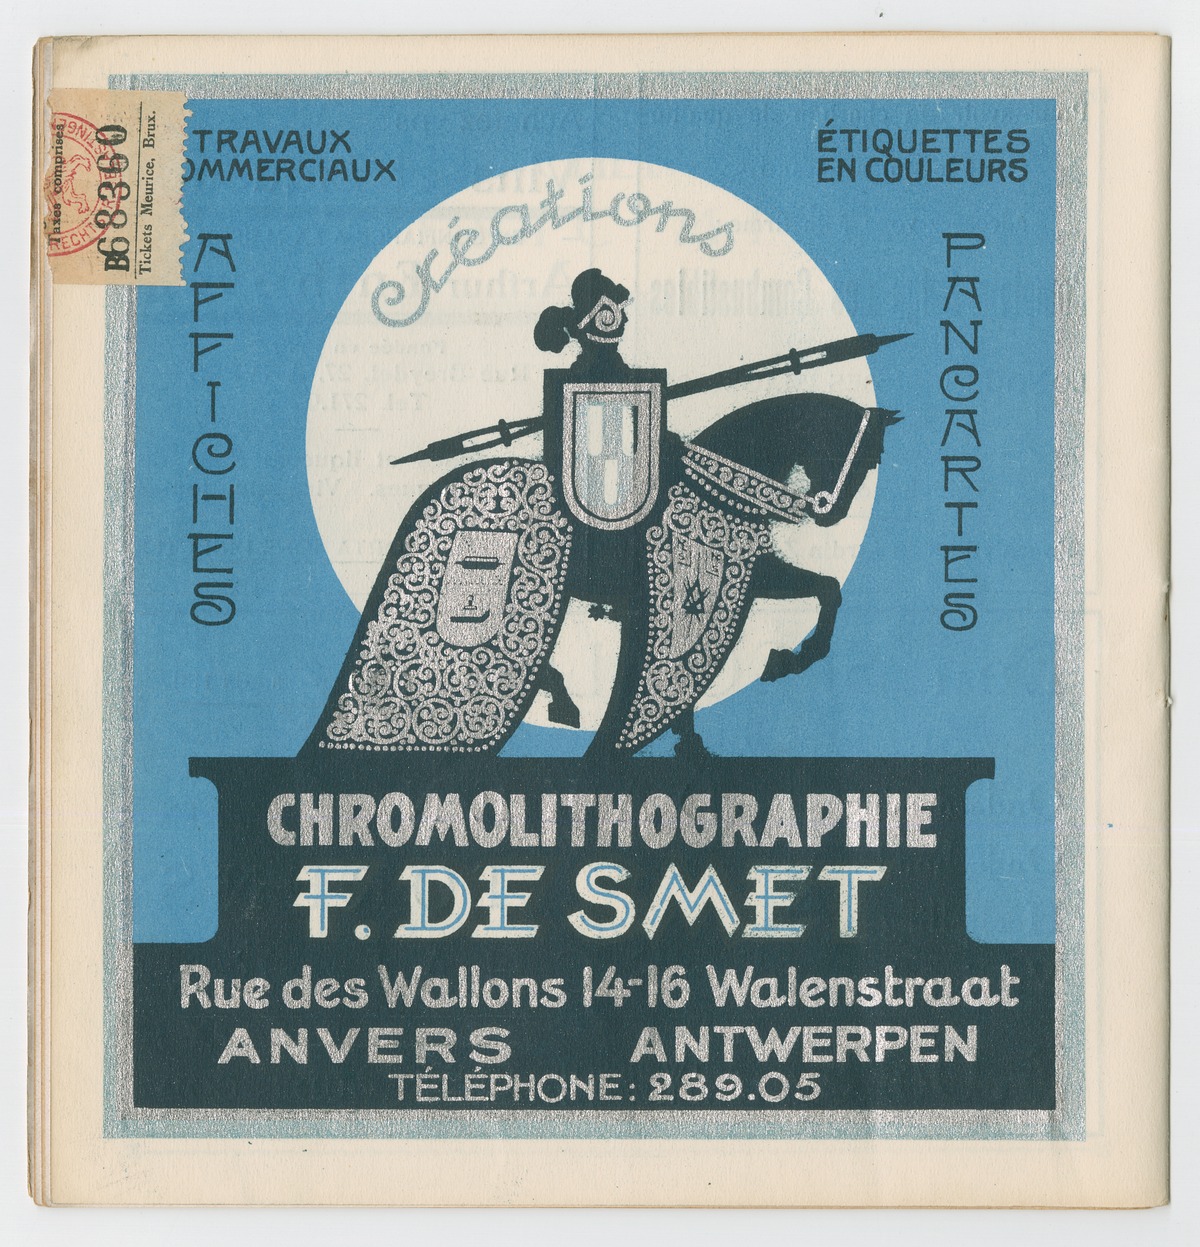 TRAVAUX
OMMERCIAUX
ÉTIQUETTES
EN COULEURS
AFFICHES
PANCARTES
Créations
CHROMOLITHOGRAPHIE
F. DE SMET
Rue des Wallons 14-16 Walenstraat
ANVERS ANTWERPEN
TÉLÉPHONE: 289.05
Taxes comprises
B68360
Tickets Meurice, Brux.